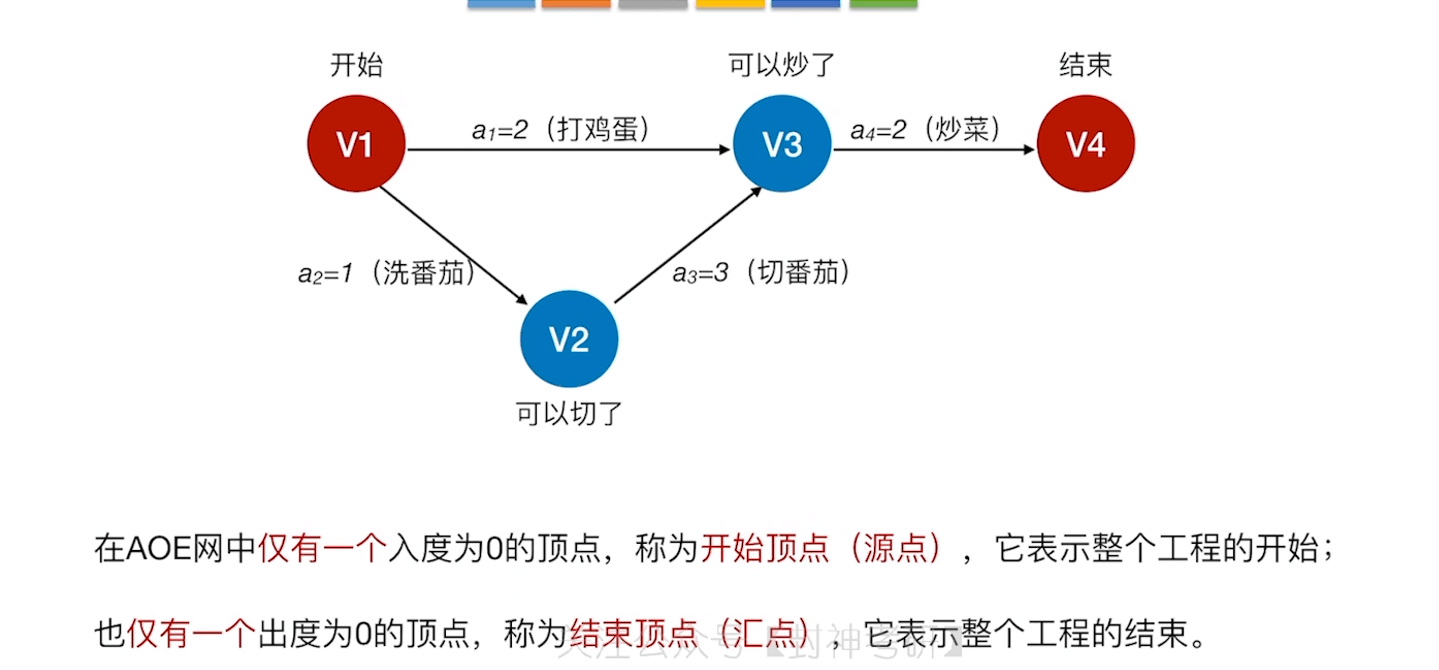 开始
可以炒了
结束
V1
a1=2（打鸡蛋）
V3
a4=2（炒菜）
V4
a2=1（洗番茄）
a3=3（切番茄）
V2
可以切了
在AOE网中仅有一个入度为0的顶点，称为开始顶点（源点），它表示整个工程的开始；
也仅有一个出度为0的顶点，称为结束顶点（汇点），它表示整个工程的结束。
关注公众号【封神考研】